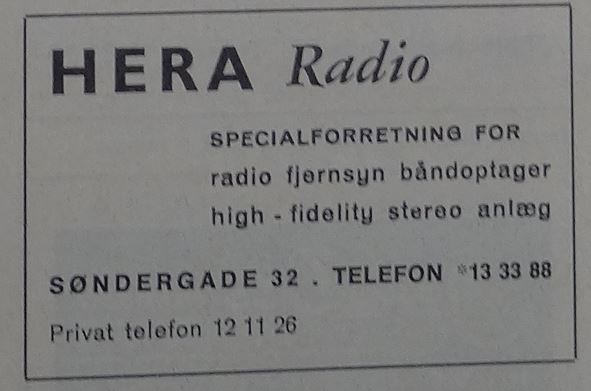 HERA Radio
SPECIALFORRETNING FOR
radio fjernsyn båndoptager
high - fidelity stereo anlæg
SØNDERGADE 32 . TELEFON *13 33 88
Privat telefon 12 11 26